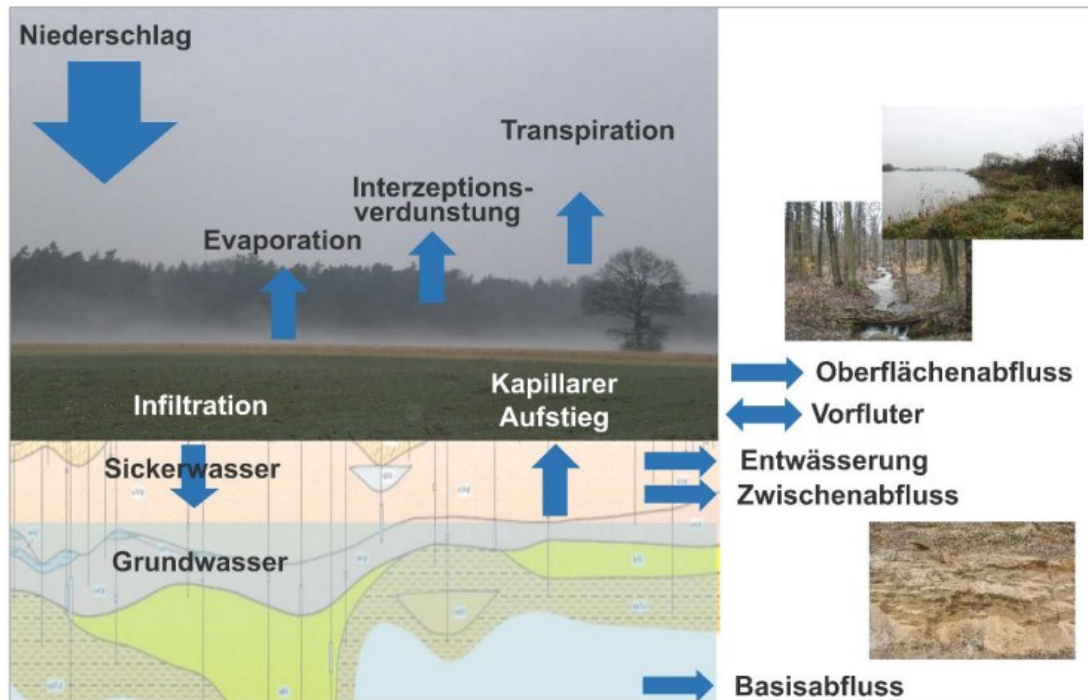 Niederschlag
Transpiration
Interzeptions-
verdunstung
Evaporation
Infiltration
Kapillarer
Aufstieg
Oberflächenabfluss
Vorfluter
Sickerwasser
Entwässerung
Zwischenabfluss
Grundwasser
Basisabfluss